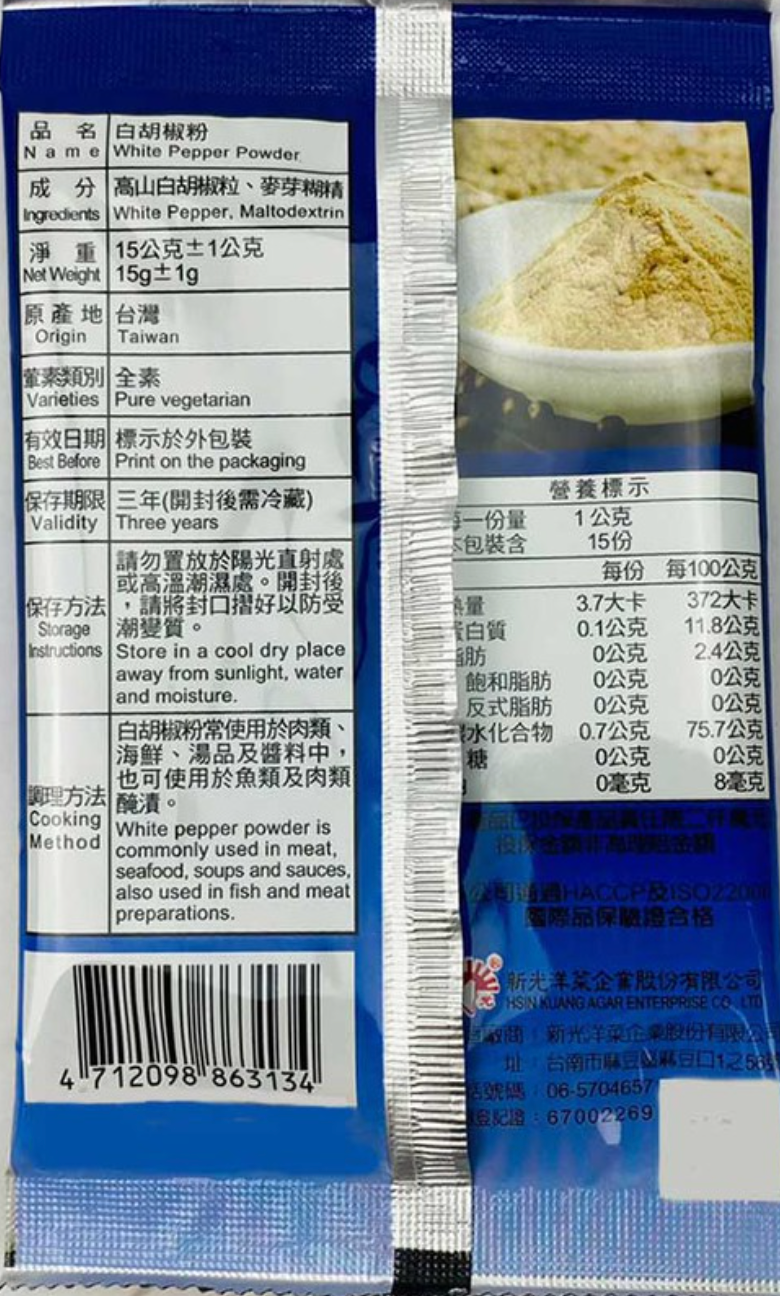 品 名 白胡椒粉
Name White Pepper Powder
成 分 高山白胡椒粒、麥芽糊精
Ingredients White Pepper, Maltodextrin
淨 重 15公克±1公克
Net Weight 15g±1g
原產地 台灣
Origin Taiwan
葷素類別 全素
Varieties Pure vegetarian
有效日期 標示於外包裝
Best Before Print on the packaging
保存期限 三年(開封後需冷藏)
Validity Three years
保存方法
Storage
Instructions
請勿置放於陽光直射處
或高溫潮濕處。開封後
，請將封口摺好以防受
潮變質。
Store in a cool dry place
away from sunlight, water
and moisture.
調理方法
Cooking
Method
白胡椒粉常使用於肉類、
海鮮、湯品及醬料中，
也可使用於魚類及肉類
醃漬。
White pepper powder is
commonly used in meat,
seafood, soups and sauces,
also used in fish and meat
preparations.
4 712098 863134
營養標示
一份量 1公克
包裝含 15份
每份 每100公克
量 3.7大卡 372大卡
白質 0.1公克 11.8公克
肪 0公克 2.4公克
飽和脂肪 0公克 0公克
反式脂肪 0公克 0公克
水化合物 0.7公克 75.7公克
糖 0公克 0公克
0毫克 8毫克
公司通過HACCP及ISO2200
國際品保驗證合格
新光洋菜企業股份有限公司
HSIN KUANG AGAR ENTERPRISE CO. LTD
廠商：新光洋菜企業股份有限公
址：台南市麻豆區麻豆口1.256
號碼：06-5704657
登記證：67002269